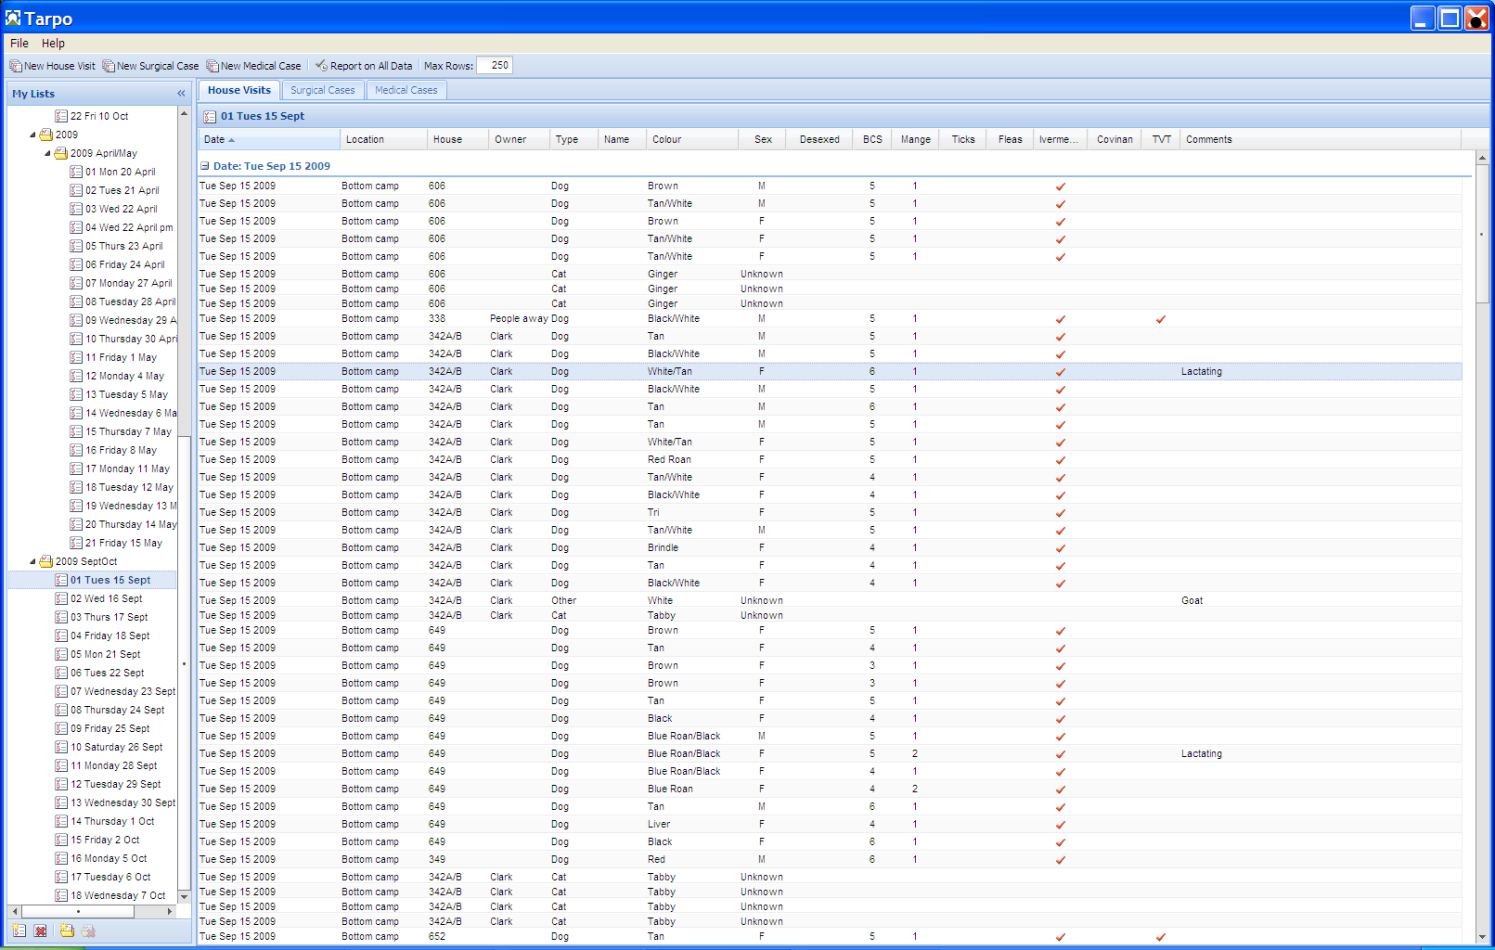 Tarpo
File Help
New House Visit New Surgical Case New Medical Case Report on All Data Max Rows: 250
My Lists
22 Fri 10 Oct
2009
2009 April/May
01 Mon 20 April
02 Tues 21 April
03 Wed 22 April
04 Wed 22 April pm
05 Thurs 23 April
06 Friday 24 April
07 Monday 27 April
08 Tuesday 28 April
09 Wednesday 29 A
10 Thursday 30 Apri
11 Friday 1 May
12 Monday 4 May
13 Tuesday 5 May
14 Wednesday 6 Ma
15 Thursday 7 May
16 Friday 8 May
17 Monday 11 May
18 Tuesday 12 May
19 Wednesday 13 M
20 Thursday 14 May
21 Friday 15 May
2009 SeptOct
01 Tues 15 Sept
02 Wed 16 Sept
03 Thurs 17 Sept
04 Friday 18 Sept
05 Mon 21 Sept
06 Tues 22 Sept
07 Wednesday 23 Sept
08 Thursday 24 Sept
09 Friday 25 Sept
10 Saturday 26 Sept
11 Monday 28 Sept
12 Tuesday 29 Sept
13 Wednesday 30 Sept
14 Thursday 1 Oct
15 Friday 2 Oct
16 Monday 5 Oct
17 Tuesday 6 Oct
18 Wednesday 7 Oct
House Visits Surgical Cases Medical Cases
01 Tues 15 Sept
Date Location House Owner Type Name Colour Sex Desexed BCS Mange Ticks Fleas Iverme... Covinan TVT Comments
Date: Tue Sep 15 2009
Tue Sep 15 2009 Bottom camp 606 Dog Brown M 5 1
Tue Sep 15 2009 Bottom camp 606 Dog Tan/White M 5 1
Tue Sep 15 2009 Bottom camp 606 Dog Brown F 5 1
Tue Sep 15 2009 Bottom camp 606 Dog Tan/White F 5 1
Tue Sep 15 2009 Bottom camp 606 Dog Tan/White F 5 1
Tue Sep 15 2009 Bottom camp 606 Cat Ginger Unknown
Tue Sep 15 2009 Bottom camp 606 Cat Ginger Unknown
Tue Sep 15 2009 Bottom camp 606 Cat Ginger Unknown
Tue Sep 15 2009 Bottom camp 338 People away Dog Black/White M 5 1
Tue Sep 15 2009 Bottom camp 342A/B Clark Dog Tan M 5 1
Tue Sep 15 2009 Bottom camp 342A/B Clark Dog Black/White M 5 1
Tue Sep 15 2009 Bottom camp 342A/B Clark Dog White/Tan F 6 1 Lactating
Tue Sep 15 2009 Bottom camp 342A/B Clark Dog Black/White M 5 1
Tue Sep 15 2009 Bottom camp 342A/B Clark Dog Tan M 6 1
Tue Sep 15 2009 Bottom camp 342A/B Clark Dog Tan M 5 1
Tue Sep 15 2009 Bottom camp 342A/B Clark Dog White/Tan F 5 1
Tue Sep 15 2009 Bottom camp 342A/B Clark Dog Red Roan F 5 1
Tue Sep 15 2009 Bottom camp 342A/B Clark Dog Tan/White F 4 1
Tue Sep 15 2009 Bottom camp 342A/B Clark Dog Black/White F 4 1
Tue Sep 15 2009 Bottom camp 342A/B Clark Dog Tri F 5 1
Tue Sep 15 2009 Bottom camp 342A/B Clark Dog Tan/White M 5 1
Tue Sep 15 2009 Bottom camp 342A/B Clark Dog Brindle F 4 1
Tue Sep 15 2009 Bottom camp 342A/B Clark Dog Tan F 4 1
Tue Sep 15 2009 Bottom camp 342A/B Clark Dog Black/White F 4 1
Tue Sep 15 2009 Bottom camp 342A/B Clark Other White Unknown Goat
Tue Sep 15 2009 Bottom camp 342A/B Clark Cat Tabby Unknown
Tue Sep 15 2009 Bottom camp 649 Dog Brown F 5 1
Tue Sep 15 2009 Bottom camp 649 Dog Tan F 4 1
Tue Sep 15 2009 Bottom camp 649 Dog Brown F 3 1
Tue Sep 15 2009 Bottom camp 649 Dog Brown F 3 1
Tue Sep 15 2009 Bottom camp 649 Dog Tan F 5 1
Tue Sep 15 2009 Bottom camp 649 Dog Black F 4 1
Tue Sep 15 2009 Bottom camp 649 Dog Blue Roan/Black M 5 1
Tue Sep 15 2009 Bottom camp 649 Dog Blue Roan/Black F 5 2 Lactating
Tue Sep 15 2009 Bottom camp 649 Dog Blue Roan/Black F 4 1
Tue Sep 15 2009 Bottom camp 649 Dog Blue Roan F 4 2
Tue Sep 15 2009 Bottom camp 649 Dog Tan M 6 1
Tue Sep 15 2009 Bottom camp 649 Dog Liver F 4 1
Tue Sep 15 2009 Bottom camp 649 Dog Black F 6 1
Tue Sep 15 2009 Bottom camp 349 Dog Red M 6 1
Tue Sep 15 2009 Bottom camp 342A/B Clark Cat Tabby Unknown
Tue Sep 15 2009 Bottom camp 342A/B Clark Cat Tabby Unknown
Tue Sep 15 2009 Bottom camp 342A/B Clark Cat Tabby Unknown
Tue Sep 15 2009 Bottom camp 342A/B Clark Cat Tabby Unknown
Tue Sep 15 2009 Bottom camp 652 Dog Tan F 5 1